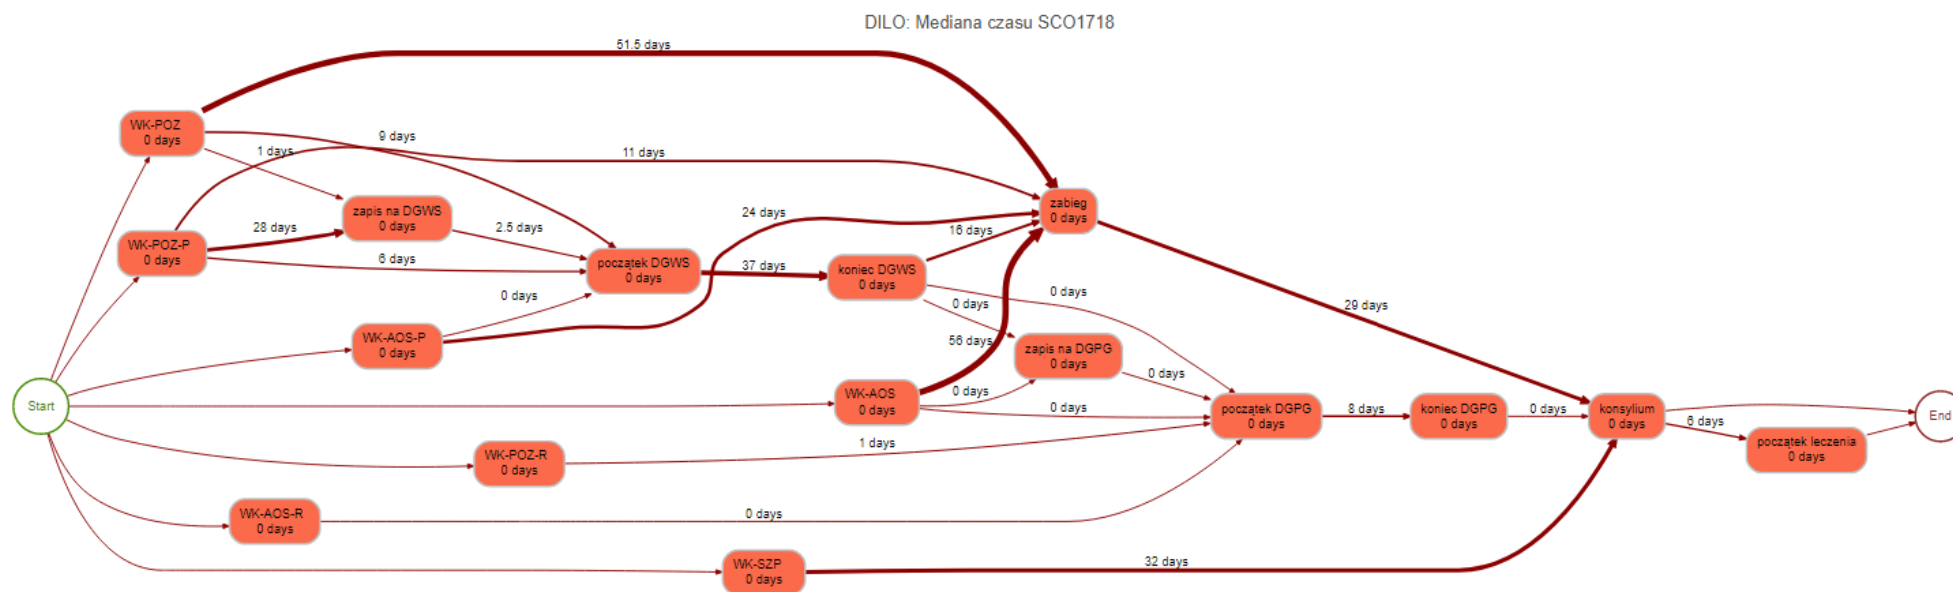 DILO: Mediana czasu SCO1718
51.5 days
WK-POZ
0 days
9 days
1 days
11 days
zapis na DGWS
0 days
zabieg
0 days
24 days
28 days
2.5 days
16 days
WK-POZ-P
0 days
6 days
początek DGWS
0 days
37 days
koniec DGWS
0 days
0 days
0 days
0 days
29 days
WK-AOS-P
0 days
56 days
zapis na DGPG
0 days
0 days
WK-AOS
0 days
0 days
0 days
Start
początek DGPG
0 days
8 days
koniec DGPG
0 days
0 days
konsylium
0 days
6 days
End
początek leczenia
0 days
WK-POZ-R
0 days
1 days
WK-AOS-R
0 days
0 days
WK-SZP
0 days
32 days